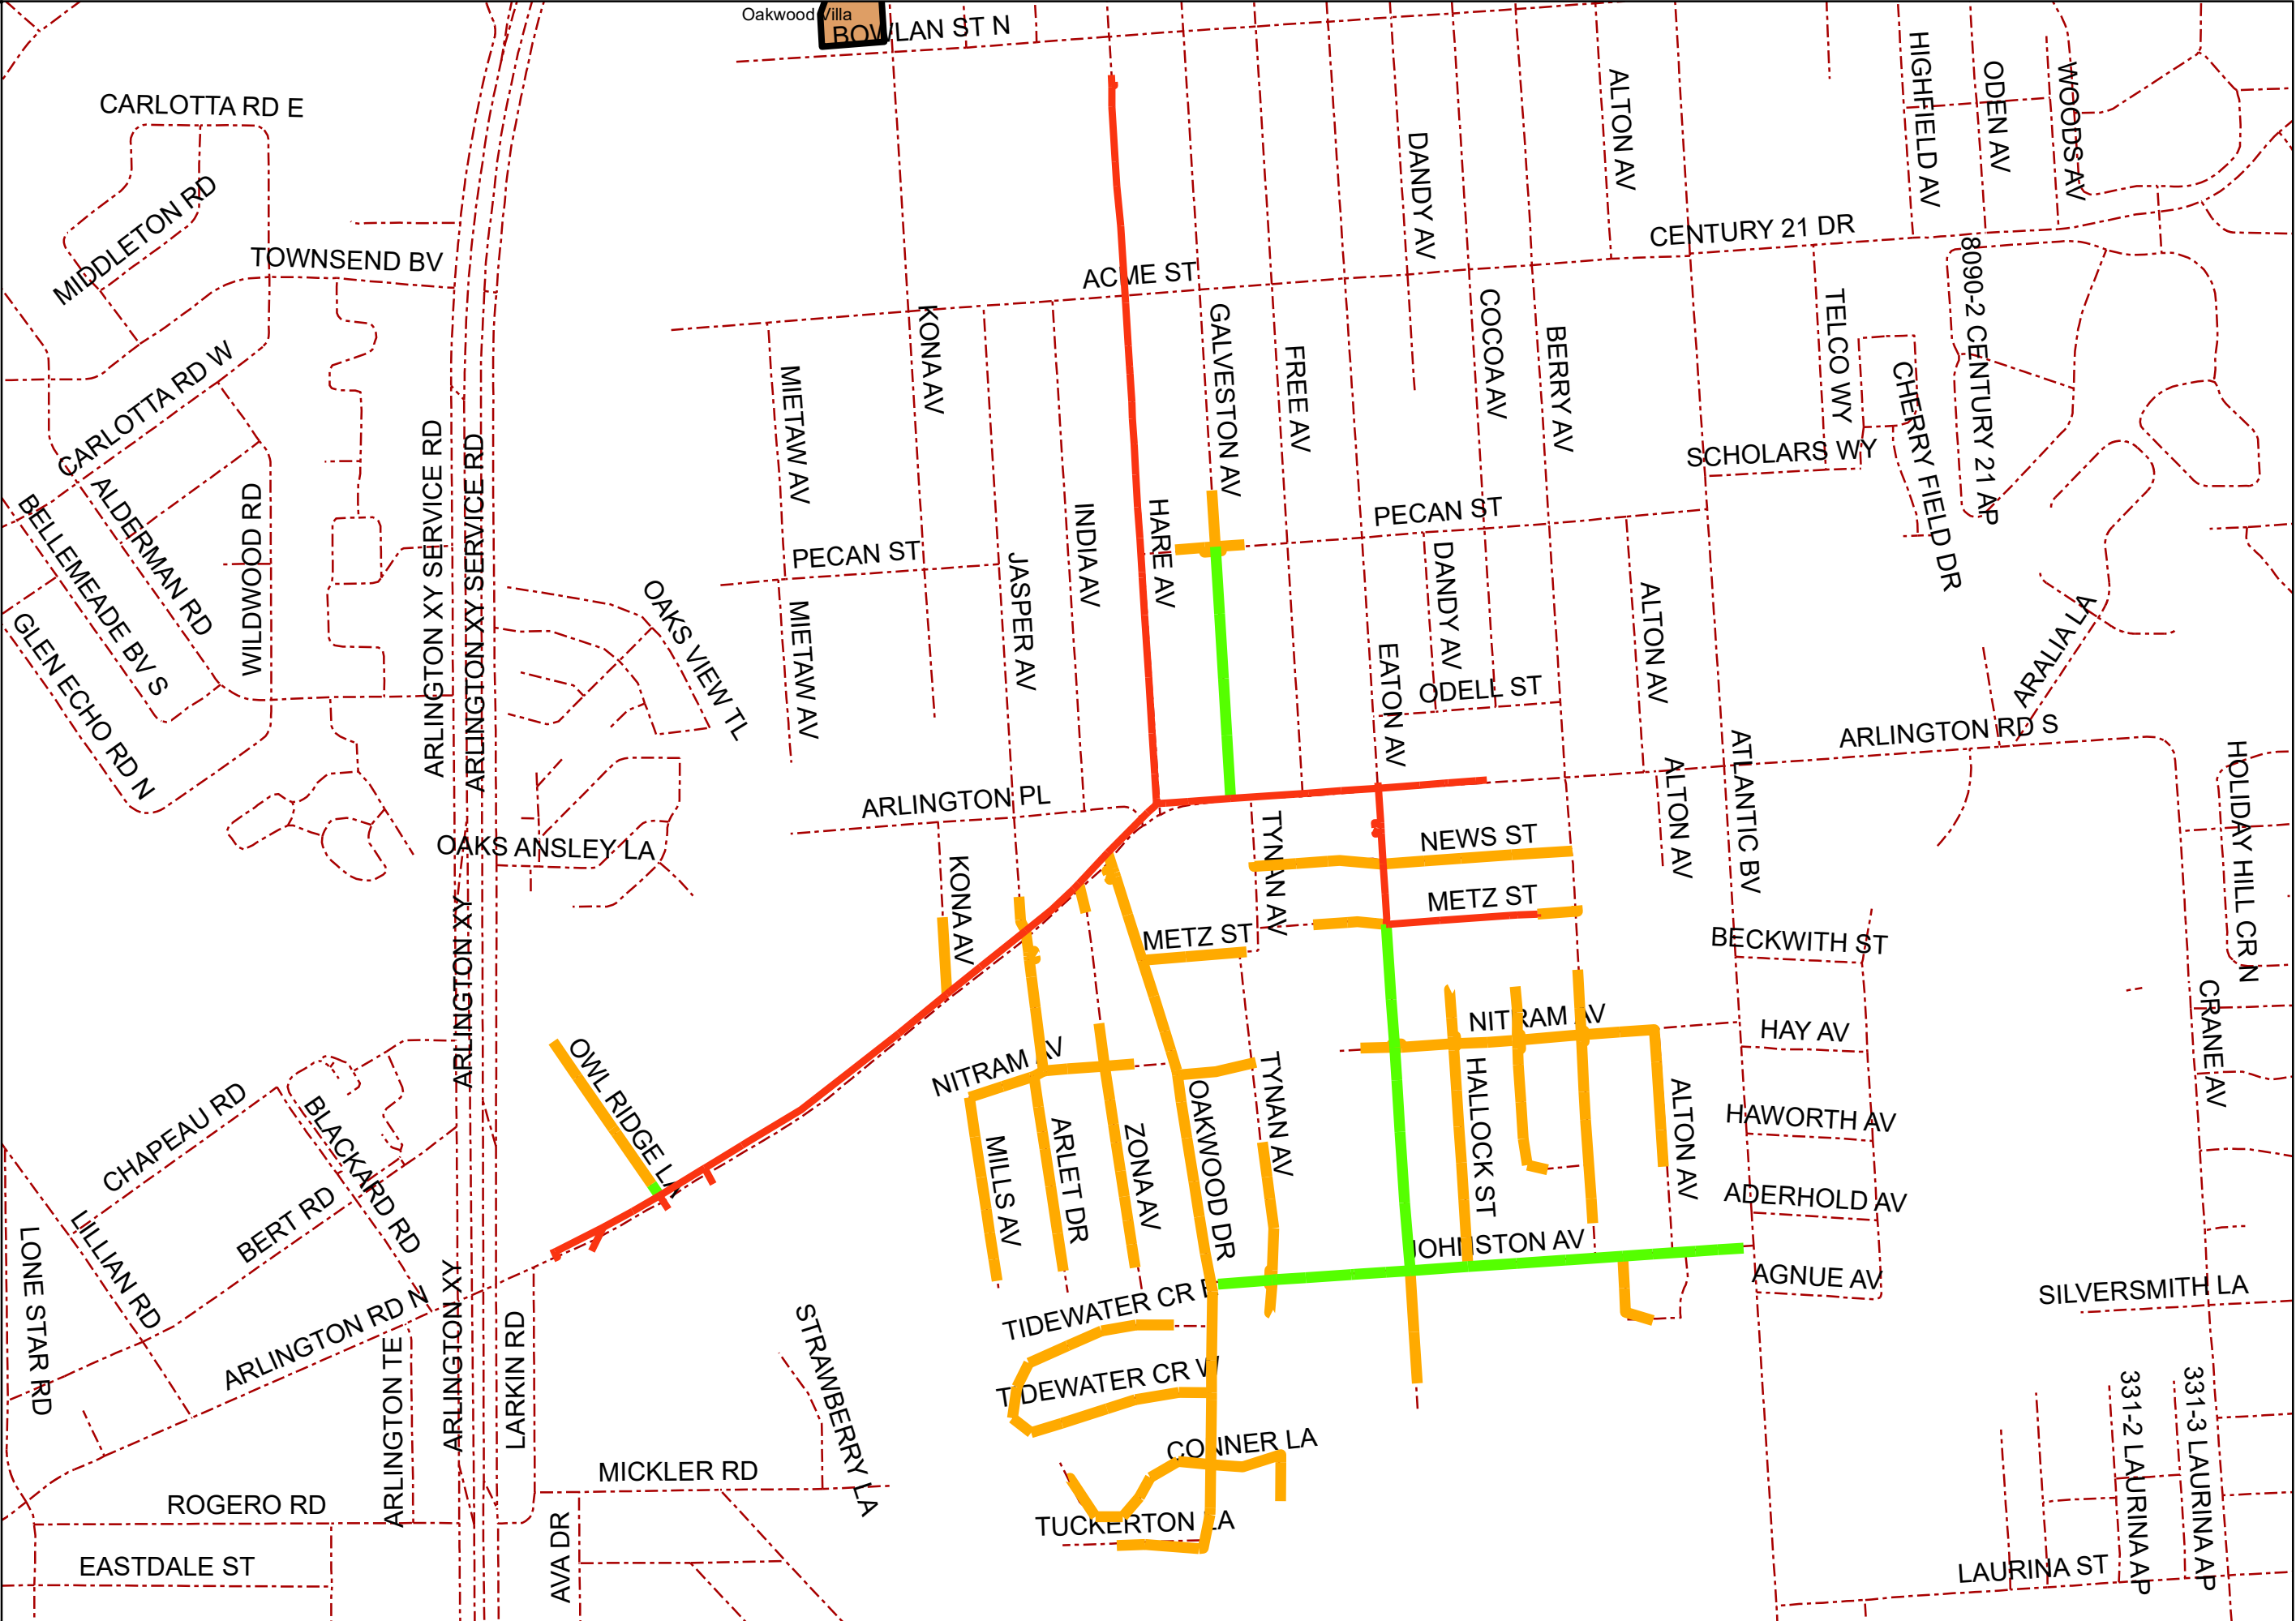 Oakwood Villa
BOWLAN ST N
CARLOTTA RD E
MIDDLETON RD
TOWNSEND BV
CARLOTTA RD W
ALDERMAN RD
BELLEMEADE BV S
GLEN ECHO RD N
WILDWOOD RD
ARLINGTON XY SERVICE RD
ARLINGTON XY SERVICE RD
OAKS VIEW TL
OAKS ANSLEY LA
ACME ST
CENTURY 21 DR
DANDY AV
ALTON AV
HIGHFIELD AV
ODEN AV
WOODS AV
8090-2 CENTURY 21 AP
KONA AV
MIETAW AV
GALVESTON AV
FREE AV
COCOA AV
BERRY AV
TELCO WY
CHERRY FIELD DR
SCHOLARS WY
PECAN ST
PECAN ST
MIETAW AV
JASPER AV
INDIA AV
HARE AV
EATON AV
DANDY AV
ODELL ST
ALTON AV
ARALIA LA
ARLINGTON RD S
ATLANTIC BV
ALTON AV
HOLIDAY HILL CR N
ARLINGTON PL
KONA AV
TYNAN AV
NEWS ST
METZ ST
METZ ST
BECKWITH ST
HAY AV
HAWORTH AV
ADERHOLD AV
AGNUE AV
CRANE AV
SILVERSMITH LA
ARLINGTON XY
OWL RIDGE LA
NITRAM AV
NITRAM AV
MILLS AV
ARLET DR
ZONA AV
OAKWOOD DR
TYNAN AV
HALLOCK ST
ALTON AV
JOHNSTON AV
TIDEWATER CR E
TIDEWATER CR W
CONNER LA
TUCKERTON LA
CHAPEAU RD
BLACKARD RD
BERT RD
LILLIAN RD
LONE STAR RD
ARLINGTON RD N
ARLINGTON TE
ARLINGTON XY
LARKIN RD
STRAWBERRY LA
MICKLER RD
ROGERO RD
EASTDALE ST
AVA DR
331-2 LAURINA AP
331-3 LAURINA AP
LAURINA ST